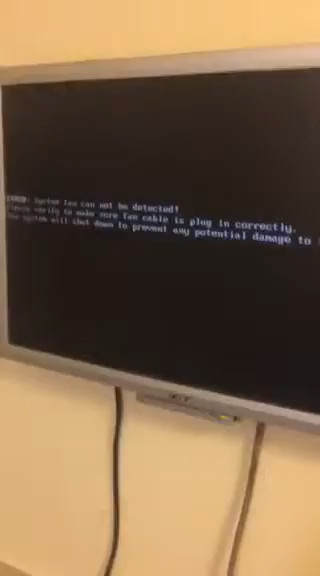 ERROR: System fan can not be detected!
Please verify to make sure fan cable is plug in correctly.
The system will shut down to prevent any potential damage to
acer